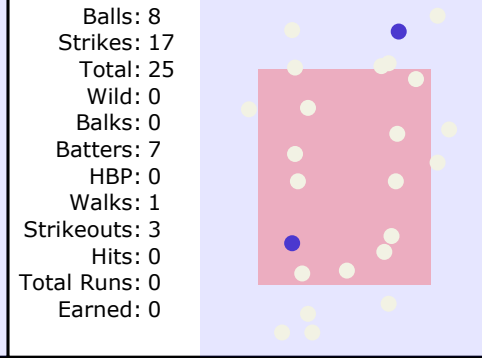 Balls: 8
Strikes: 17
Total: 25
Wild: 0
Balks: 0
Batters: 7
HBP: 0
Walks: 1
Strikeouts: 3
Hits: 0
Total Runs: 0
Earned: 0